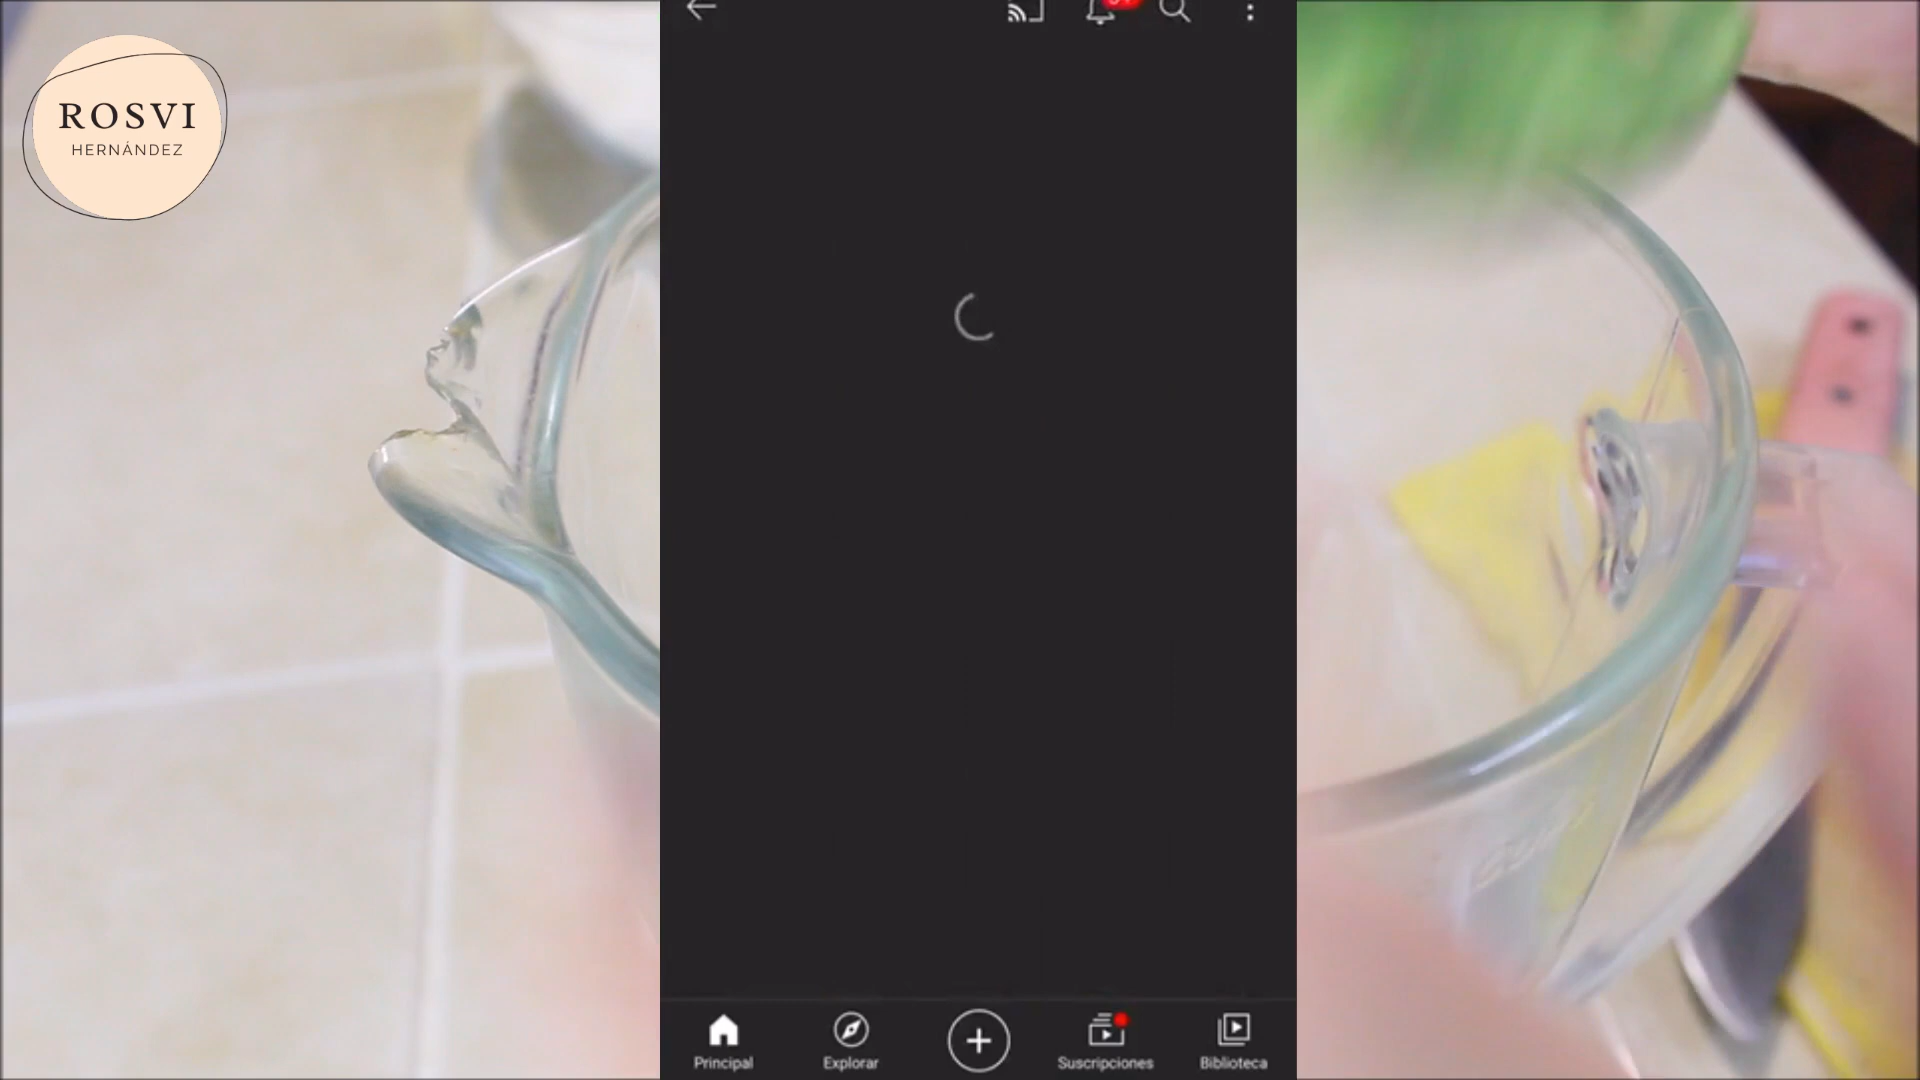 ROSVI
HERNÁNDEZ
Principal
Explorar
Suscripciones
Biblioteca